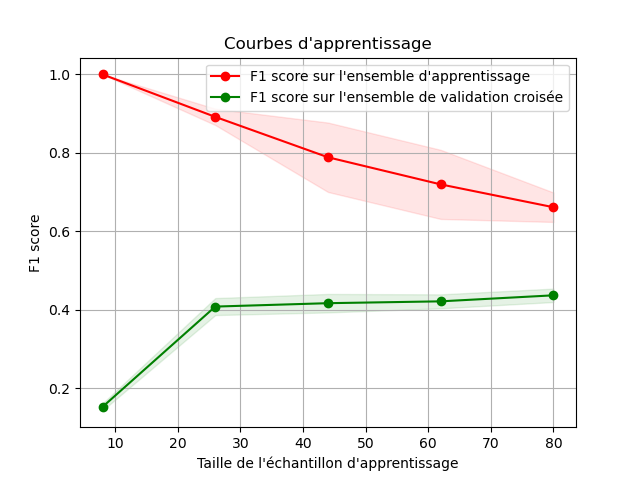 Courbes d'apprentissage
F1 score sur l'ensemble d'apprentissage
F1 score sur l'ensemble de validation croisée
F1 score
1.0
0.8
0.6
0.4
0.2
10 20 30 40 50 60 70 80
Taille de l'échantillon d'apprentissage